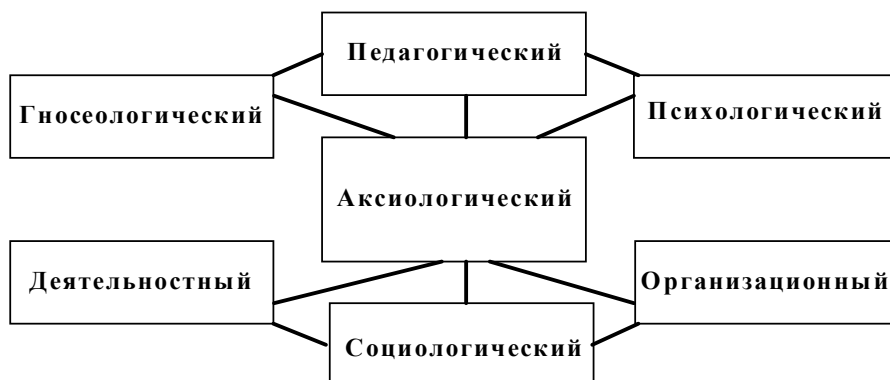 Педагогический
Гносеологический
Психологический
Аксиологический
Деятельностный
Организационный
Социологический